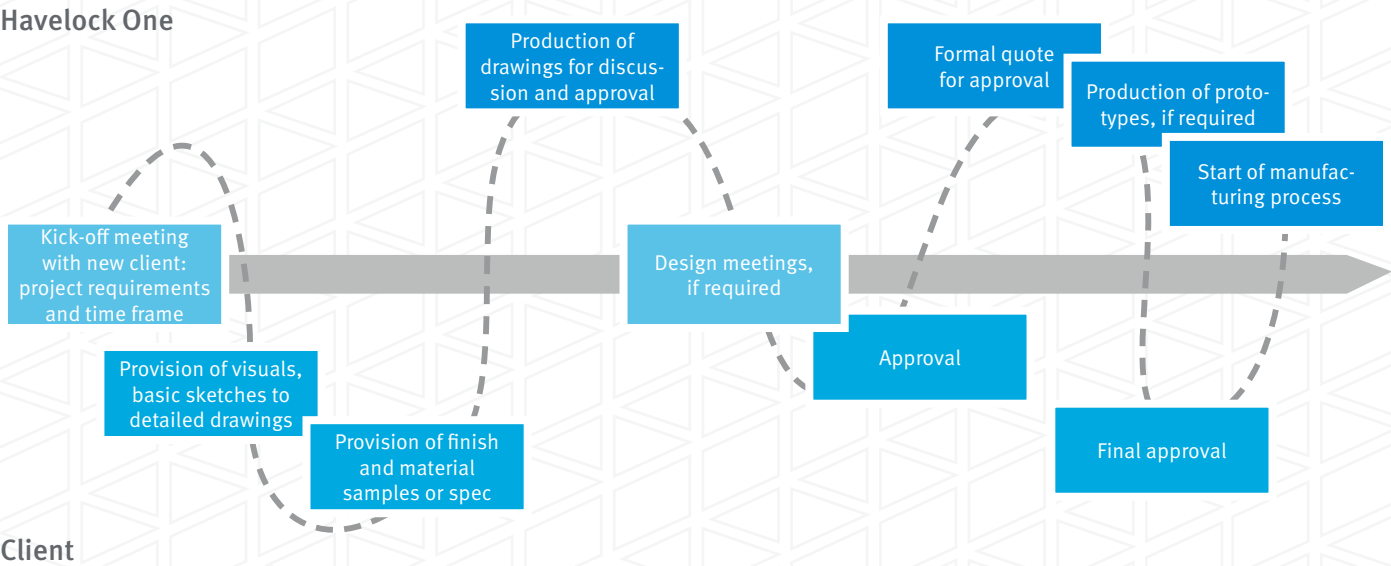 Havelock One
Production of
drawings for discus-
sion and approval
Formal quote
for approval
Production of proto-
types, if required
Start of manufac-
turing process
Kick-off meeting
with new client:
project requirements
and time frame
Design meetings,
if required
Provision of visuals,
basic sketches to
detailed drawings
Approval
Provision of finish
and material
samples or spec
Final approval
Client